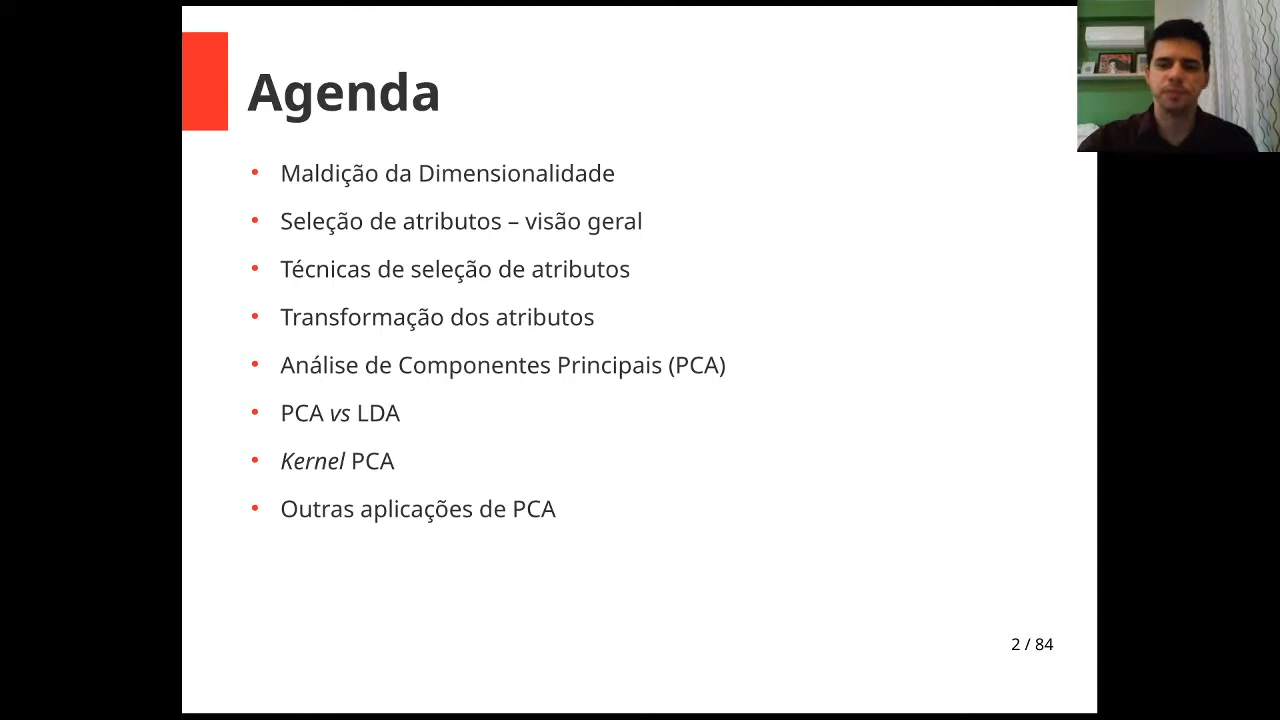 Agenda
• Maldição da Dimensionalidade
• Seleção de atributos – visão geral
• Técnicas de seleção de atributos
• Transformação dos atributos
• Análise de Componentes Principais (PCA)
• PCA vs LDA
• Kernel PCA
• Outras aplicações de PCA
2 / 84